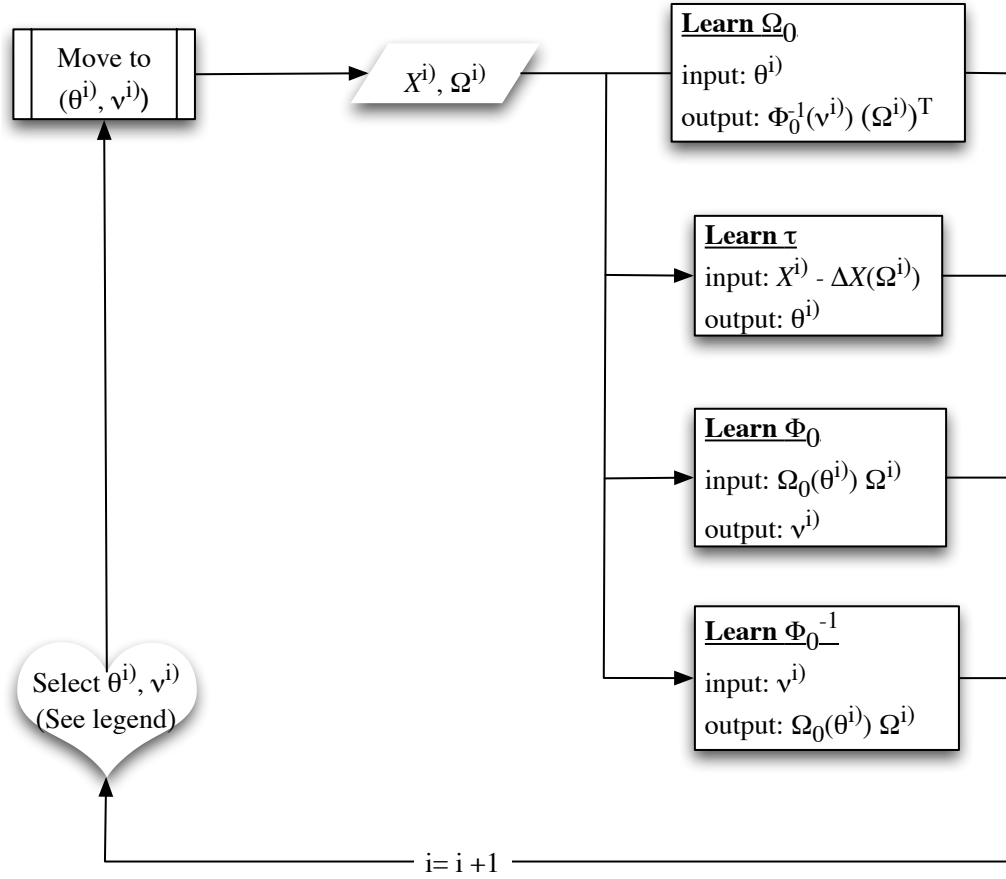 Move to
(θ^i), ν^i))
X^i), Ω^i)
Learn Ω_0
input: θ^i)
output: Φ_0^-1(ν^i)) (Ω^i))^T
Learn τ
input: X^i) - ΔX(Ω^i))
output: θ^i)
Learn Φ_0
input: Ω_0(θ^i)) Ω^i)
output: ν^i)
Learn Φ_0^-1
input: ν^i)
output: Ω_0(θ^i)) Ω^i)
Select θ^i), ν^i)
(See legend)
i= i +1